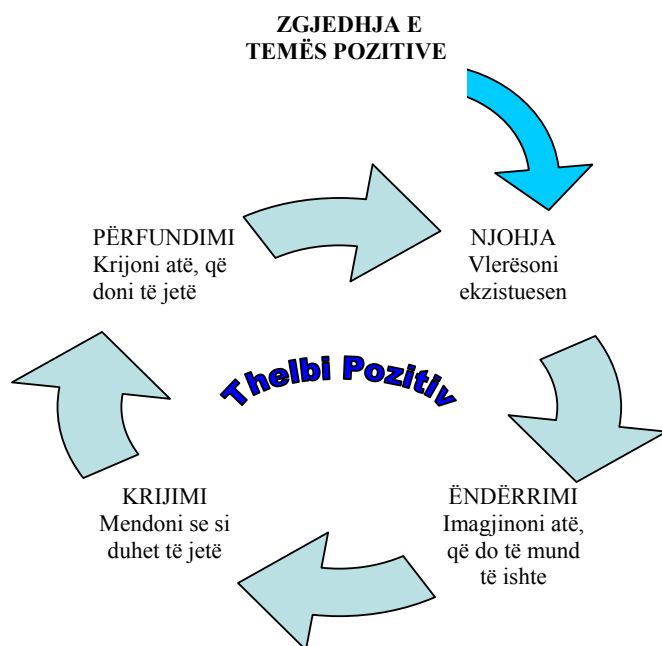 ZGJEDHJA E
TEMËS POZITIVE
NJOHJA
Vlerësoni
ekzistuesen
ËNDËRRIMI
Imagjinoni atë,
që do të mund
të ishte
KRIJIMI
Mendoni se si
duhet të jetë
PËRFUNDIMI
Krijoni atë, që
doni të jetë
Thelbi Pozitiv